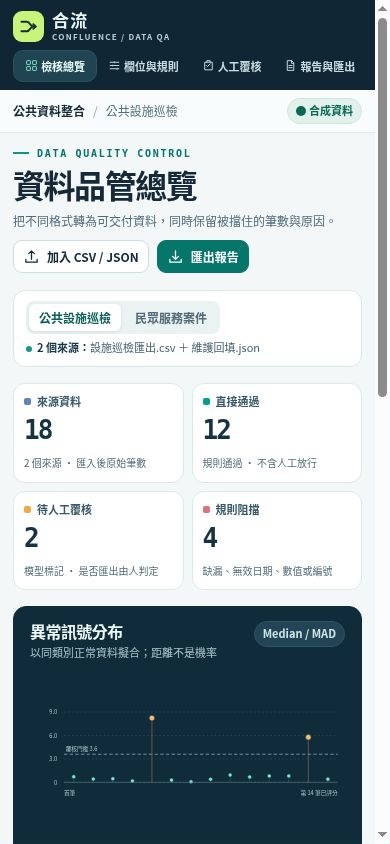 合流
CONFLUENCE / DATA QA
檢核總覽 欄位與規則 人工覆核 報告與匯出
公共資料整合 / 公共設施巡檢 合成資料
DATA QUALITY CONTROL
資料品管總覽
把不同格式轉為可交付資料，同時保留被擋住的筆數與原因。
加入 CSV / JSON 匯出報告
公共設施巡檢 民眾服務案件
2 個來源：設施巡檢匯出.csv ＋ 維護回填.json
來源資料
18
2 個來源 · 匯入後原始筆數
直接通過
12
規則通過 · 不含人工放行
待人工覆核
2
模型標記 · 是否匯出由人判定
規則阻擋
4
缺漏、無效日期、數值或編號
異常訊號分布 Median / MAD
以同類別正常資料擬合；距離不是機率
9.0
6.0
覆核門檻 3.6
3.0
0
首筆 第 14 筆已評分